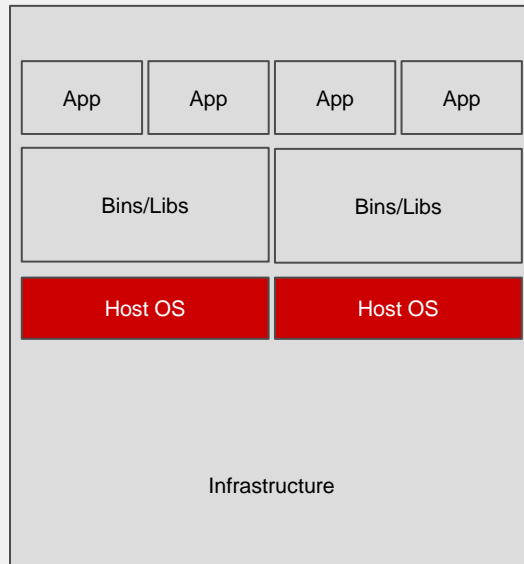 App App App App
Bins/Libs Bins/Libs
Host OS Host OS
Infrastructure